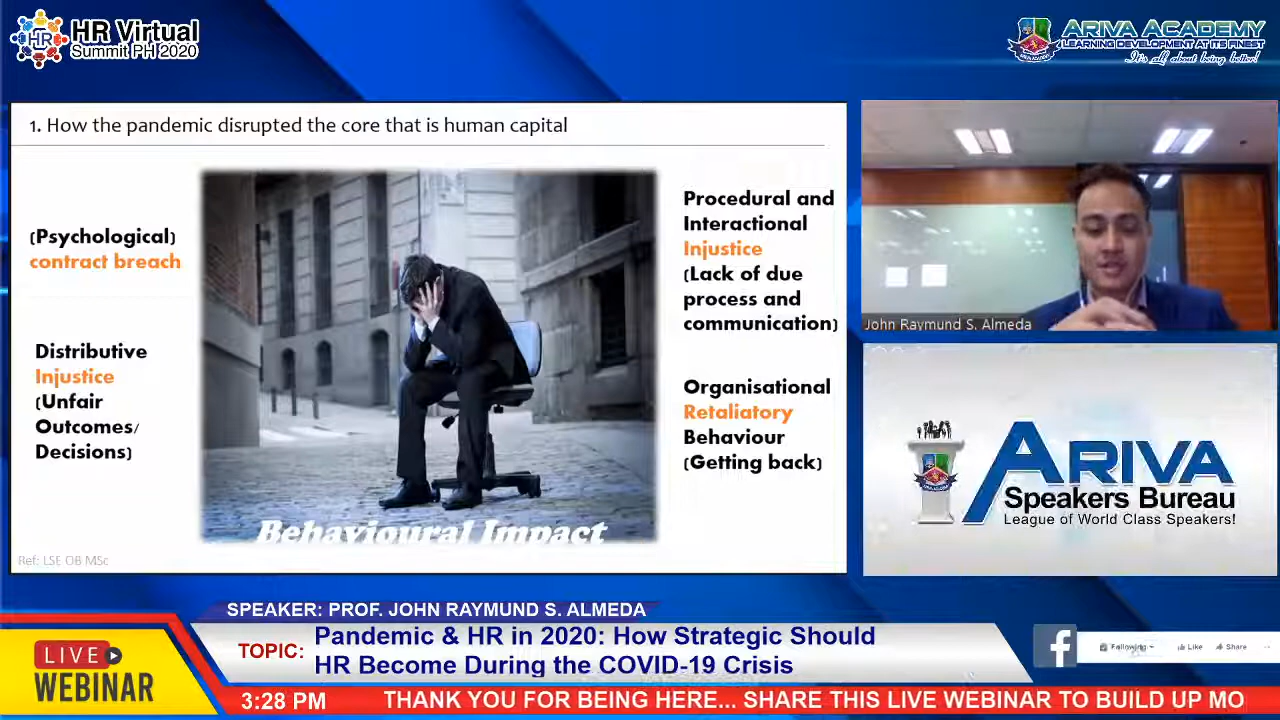 HR Virtual
Summit PH 2020
HR
ARIVA ACADEMY
LEARNING DEVELOPMENT AT ITS FINEST
It's all about being better!
1. How the pandemic disrupted the core that is human capital
(Psychological)
contract breach
Distributive
Injustice
(Unfair
Outcomes/
Decisions)
Procedural and
Interactional
Injustice
(Lack of due
process and
communication)
Organisational
Retaliatory
Behaviour
(Getting back)
Behavioural Impact
Ref: LSE OB MSc
John Raymund S. Almeda
ARIVA
Speakers Bureau
League of World Class Speakers!
SPEAKER: PROF. JOHN RAYMUND S. ALMEDA
TOPIC:
Pandemic & HR in 2020: How Strategic Should
HR Become During the COVID-19 Crisis
LIVE
WEBINAR
f
Following
Like
Share
3:28 PM
THANK YOU FOR BEING HERE... SHARE THIS LIVE WEBINAR TO BUILD UP MO